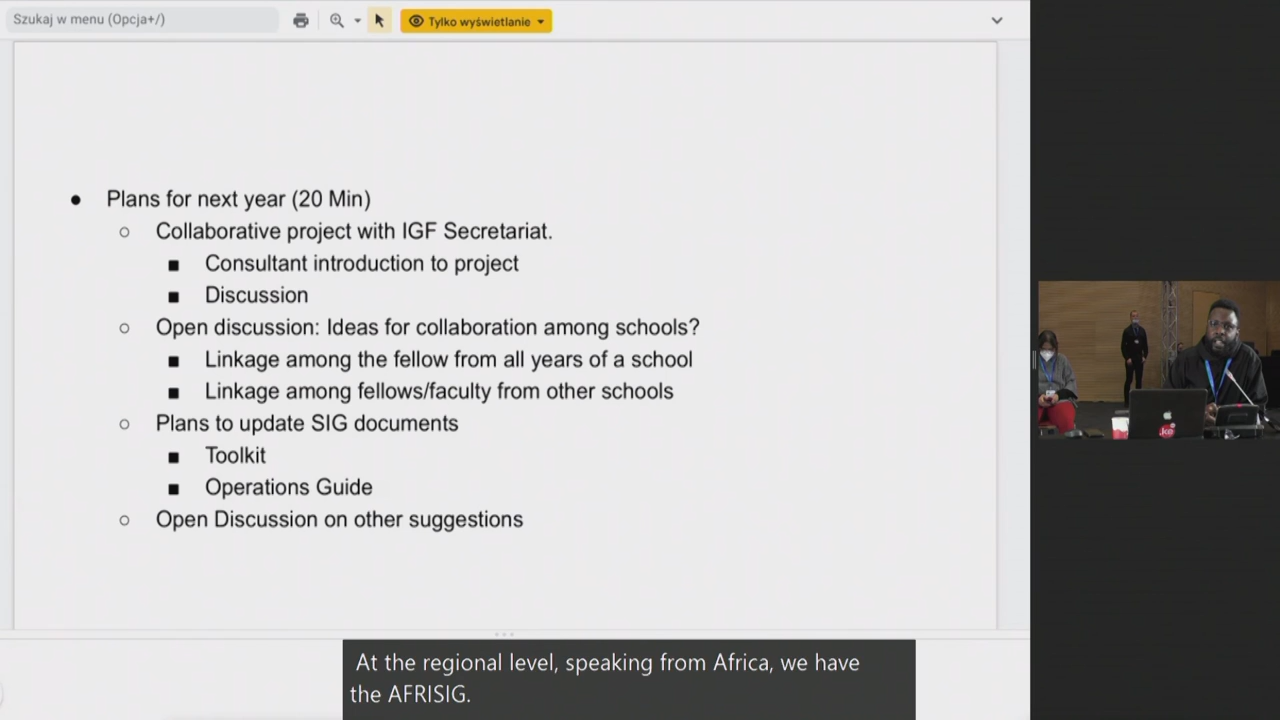 Szukaj w menu (Opcja+/)
Tylko wyświetlanie
Plans for next year (20 Min)
Collaborative project with IGF Secretariat.
Consultant introduction to project
Discussion
Open discussion: Ideas for collaboration among schools?
Linkage among the fellow from all years of a school
Linkage among fellows/faculty from other schools
Plans to update SIG documents
Toolkit
Operations Guide
Open Discussion on other suggestions
At the regional level, speaking from Africa, we have
the AFRISIG.